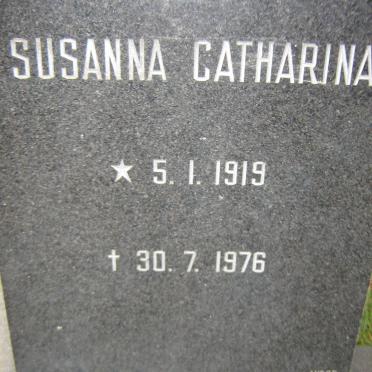 SUSANNA CATHARINA
★ 5. 1. 1919
† 30. 7. 1976